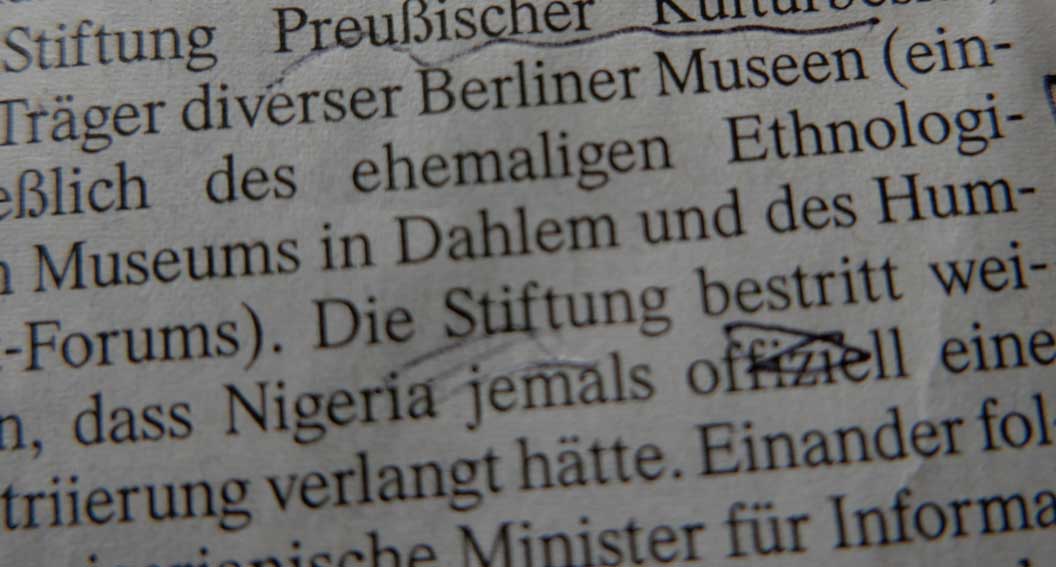 Stiftung Preußischer
Träger diverser Berliner Museen (ein-
eßlich des ehemaligen Ethnologi-
n Museums in Dahlem und des Hum-
-Forums). Die Stiftung bestritt wei-
n, dass Nigeria jemals offiziell eine
triierung verlangt hätte. Einander fol-
Minister für Informa